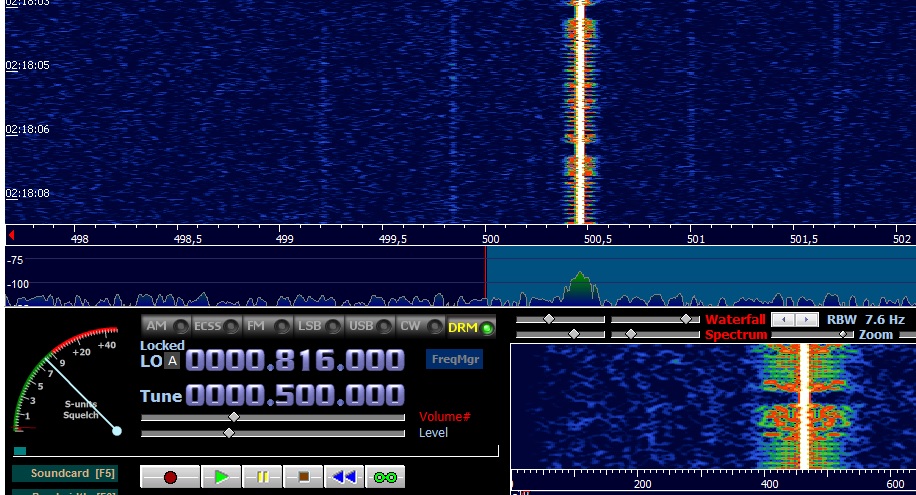 02:18:03
02:18:05
02:18:06
02:18:08
498 498,5 499 499,5 500 500,5 501 501,5 502
-75
-100
AM ECSS FM LSB USB CW DRM
Waterfall RBW 7.6 Hz
Spectrum Zoom
Locked
LO A 0000.816.000 FreqMgr
Tune 0000.500.000
+40
+20
9
7
5
3
1
S-units
Squelch
Volume#
Level
Soundcard [F5]
200 400 600